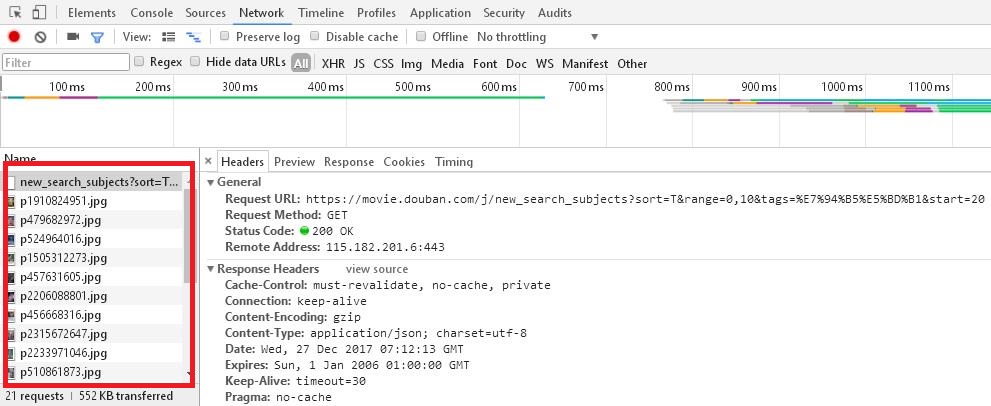 Elements Console Sources Network Timeline Profiles Application Security Audits
View: Preserve log Disable cache Offline No throttling
Filter Regex Hide data URLs All XHR JS CSS Img Media Font Doc WS Manifest Other
100 ms 200 ms 300 ms 400 ms 500 ms 600 ms 700 ms 800 ms 900 ms 1000 ms 1100 ms
Name
× Headers Preview Response Cookies Timing
new_search_subjects?sort=T...
p1910824951.jpg
p479682972.jpg
p524964016.jpg
p1505312273.jpg
p457631605.jpg
p2206088801.jpg
p456668316.jpg
p2315672647.jpg
p2233971046.jpg
p510861873.jpg
21 requests | 552 KB transferred
General
Request URL: https://movie.douban.com/j/new_search_subjects?sort=T&range=0,10&tags=%E7%94%B5%E5%BD%B1&start=20
Request Method: GET
Status Code: 200 OK
Remote Address: 115.182.201.6:443
Response Headers view source
Cache-Control: must-revalidate, no-cache, private
Connection: keep-alive
Content-Encoding: gzip
Content-Type: application/json; charset=utf-8
Date: Wed, 27 Dec 2017 07:12:13 GMT
Expires: Sun, 1 Jan 2006 01:00:00 GMT
Keep-Alive: timeout=30
Pragma: no-cache